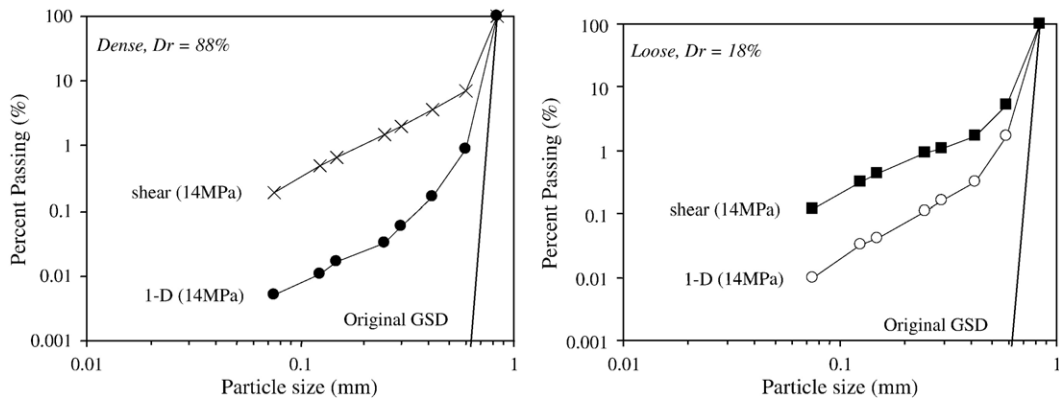 100
10
1
0.1
0.01
0.001
Percent Passing (%)
Dense, Dr = 88%
shear (14MPa)
1-D (14MPa)
Original GSD
0.01
0.1
1
Particle size (mm)
100
10
1
0.1
0.01
0.001
Percent Passing (%)
Loose, Dr = 18%
shear (14MPa)
1-D (14MPa)
Original GSD
0.01
0.1
1
Particle size (mm)